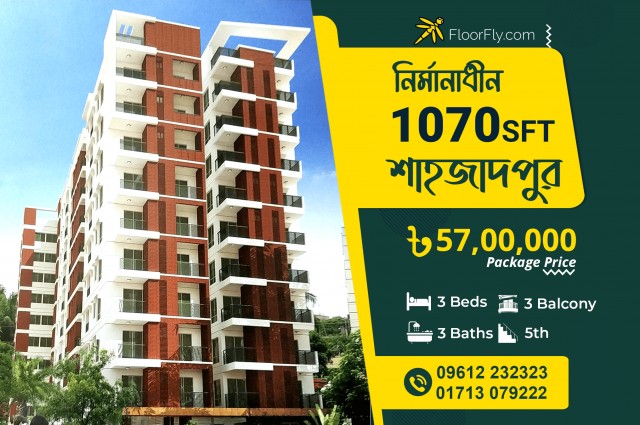 FloorFly.com
নির্মানাধীন
1070SFT
শাহজাদপুর
৳ 57,00,000
Package Price
3 Beds
3 Balcony
3 Baths
5th
09612 232323
01713 079222